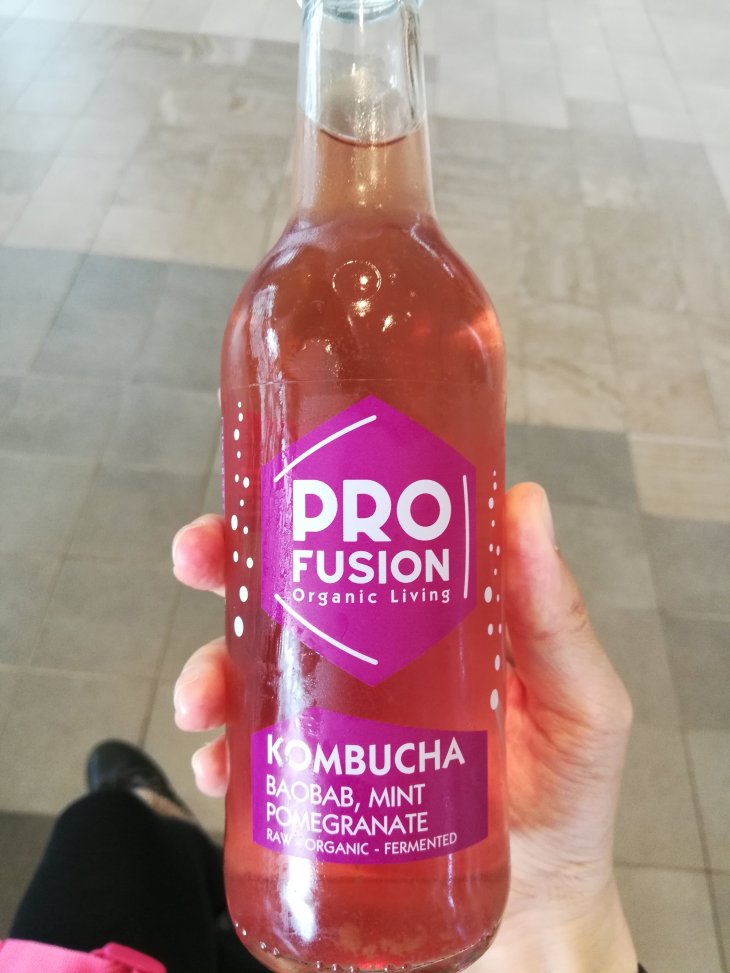 PRO
FUSION
Organic Living
KOMBUCHA
BAOBAB, MINT
POMEGRANATE
RAW - ORGANIC - FERMENTED